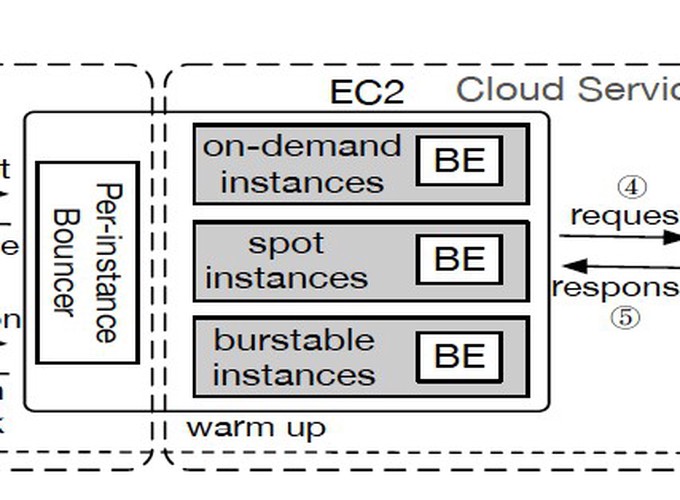 EC2
Cloud Servic
on-demand
instances
BE
spot
instances
BE
burstable
instances
BE
Per-instance
Bouncer
warm up
④
reques
respons
⑤
t
e
on